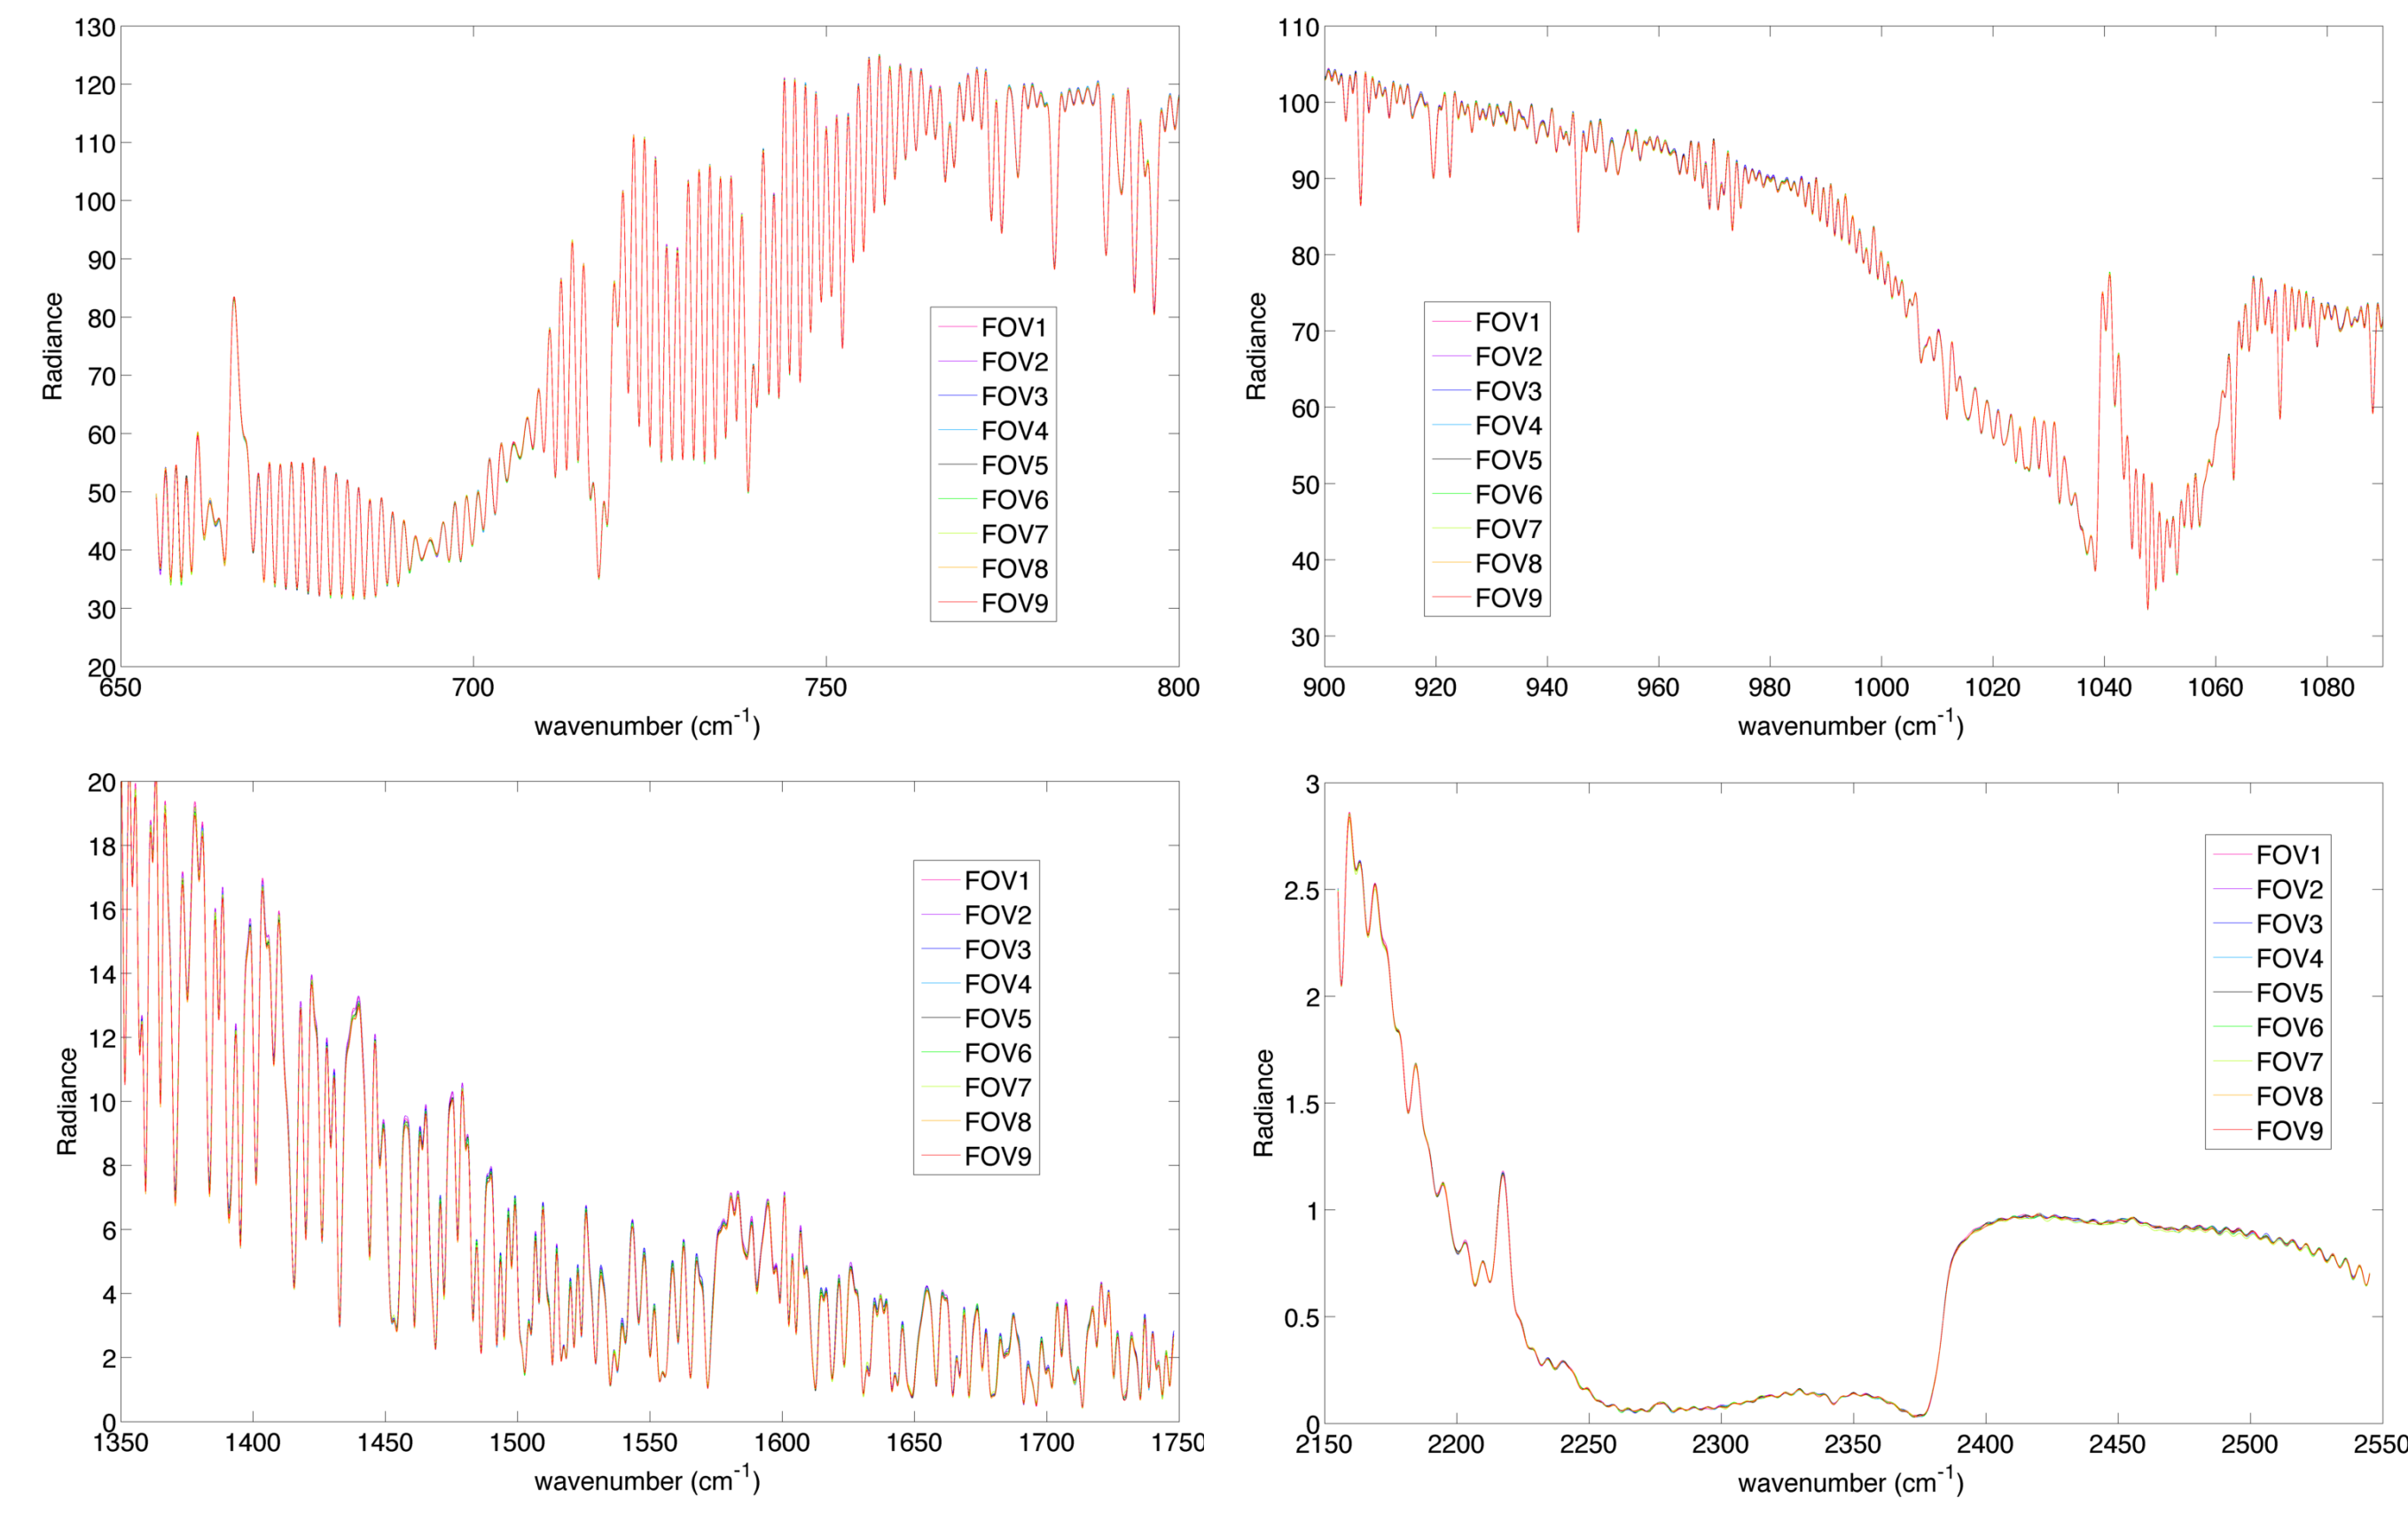 130
120
110
100
90
80
70
60
50
40
30
20
Radiance
650
700
750
800
wavenumber (cm-1)
FOV1
FOV2
FOV3
FOV4
FOV5
FOV6
FOV7
FOV8
FOV9
110
100
90
80
70
60
50
40
30
Radiance
900
920
940
960
980
1000
1020
1040
1060
1080
wavenumber (cm-1)
FOV1
FOV2
FOV3
FOV4
FOV5
FOV6
FOV7
FOV8
FOV9
20
18
16
14
12
10
8
6
4
2
0
Radiance
1350
1400
1450
1500
1550
1600
1650
1700
1750
wavenumber (cm-1)
FOV1
FOV2
FOV3
FOV4
FOV5
FOV6
FOV7
FOV8
FOV9
3
2.5
2
1.5
1
0.5
0
Radiance
2150
2200
2250
2300
2350
2400
2450
2500
2550
wavenumber (cm-1)
FOV1
FOV2
FOV3
FOV4
FOV5
FOV6
FOV7
FOV8
FOV9